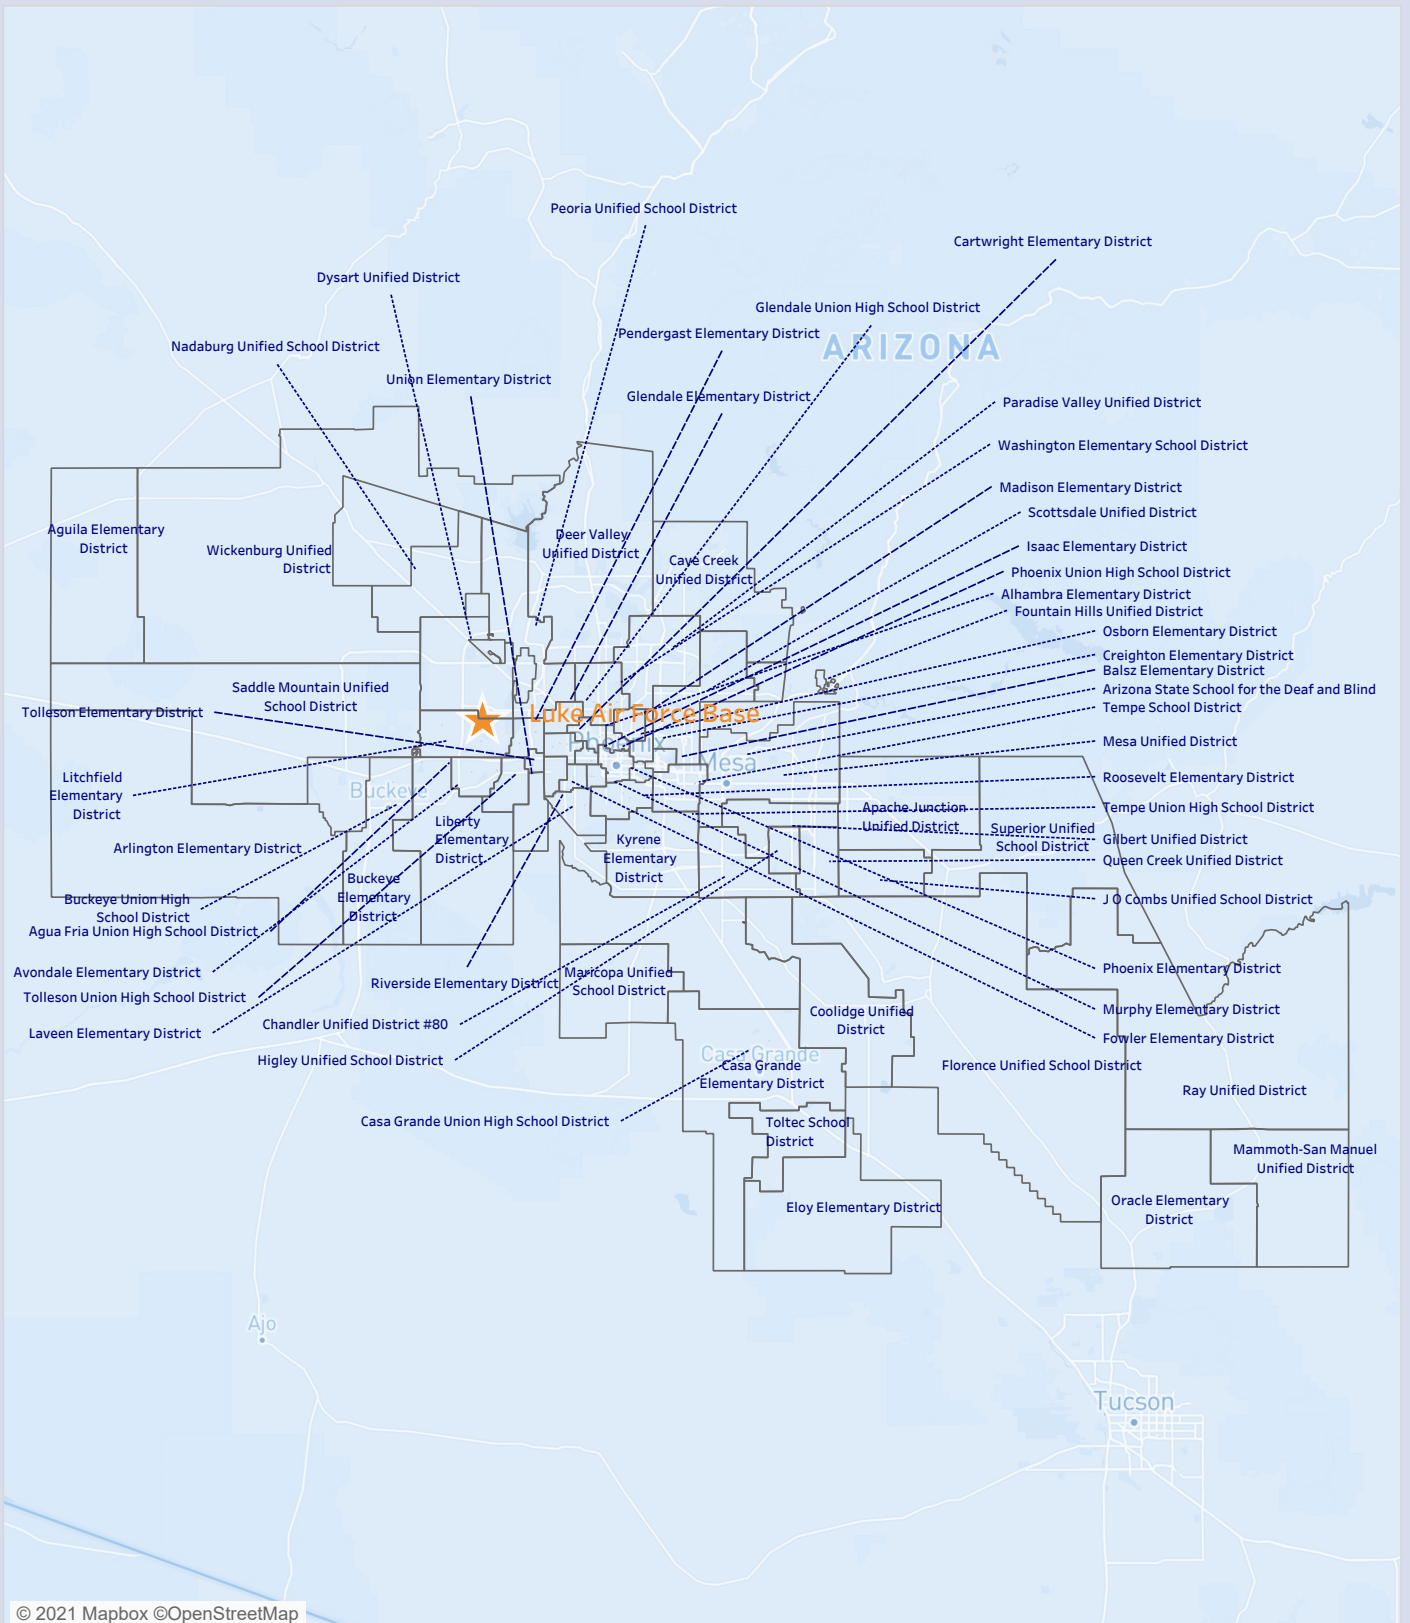 Peoria Unified School District
Cartwright Elementary District
Dysart Unified District
Glendale Union High School District
Pendergast Elementary District
ARIZONA
Nadaburg Unified School District
Union Elementary District
Glendale Elementary District
Paradise Valley Unified District
Washington Elementary School District
Madison Elementary District
Scottsdale Unified District
Aguila Elementary
District
Wickenburg Unified
District
Deer Valley
Unified District
Cave Creek
Unified District
Isaac Elementary District
Phoenix Union High School District
Alhambra Elementary District
Fountain Hills Unified District
Osborn Elementary District
Creighton Elementary District
Balsz Elementary District
Arizona State School for the Deaf and Blind
Tempe School District
Saddle Mountain Unified
School District
Tolleson Elementary District
Luke Air Force Base
Phoenix
Mesa
Mesa Unified District
Litchfield
Elementary
District
Buckeye
Roosevelt Elementary District
Tempe Union High School District
Apache Junction
Unified District
Superior Unified
School District
Gilbert Unified District
Queen Creek Unified District
Arlington Elementary District
Liberty
Elementary
District
Kyrene
Elementary
District
Buckeye
Elementary
District
Buckeye Union High
School District
J O Combs Unified School District
Agua Fria Union High School District
Avondale Elementary District
Phoenix Elementary District
Riverside Elementary District
Maricopa Unified
School District
Tolleson Union High School District
Murphy Elementary District
Laveen Elementary District
Chandler Unified District #80
Coolidge Unified
District
Fowler Elementary District
Higley Unified School District
Casa Grande
Casa Grande
Elementary District
Florence Unified School District
Ray Unified District
Casa Grande Union High School District
Toltec School
District
Mammoth-San Manuel
Unified District
Eloy Elementary District
Oracle Elementary
District
Ajo
Tucson
© 2021 Mapbox ©OpenStreetMap